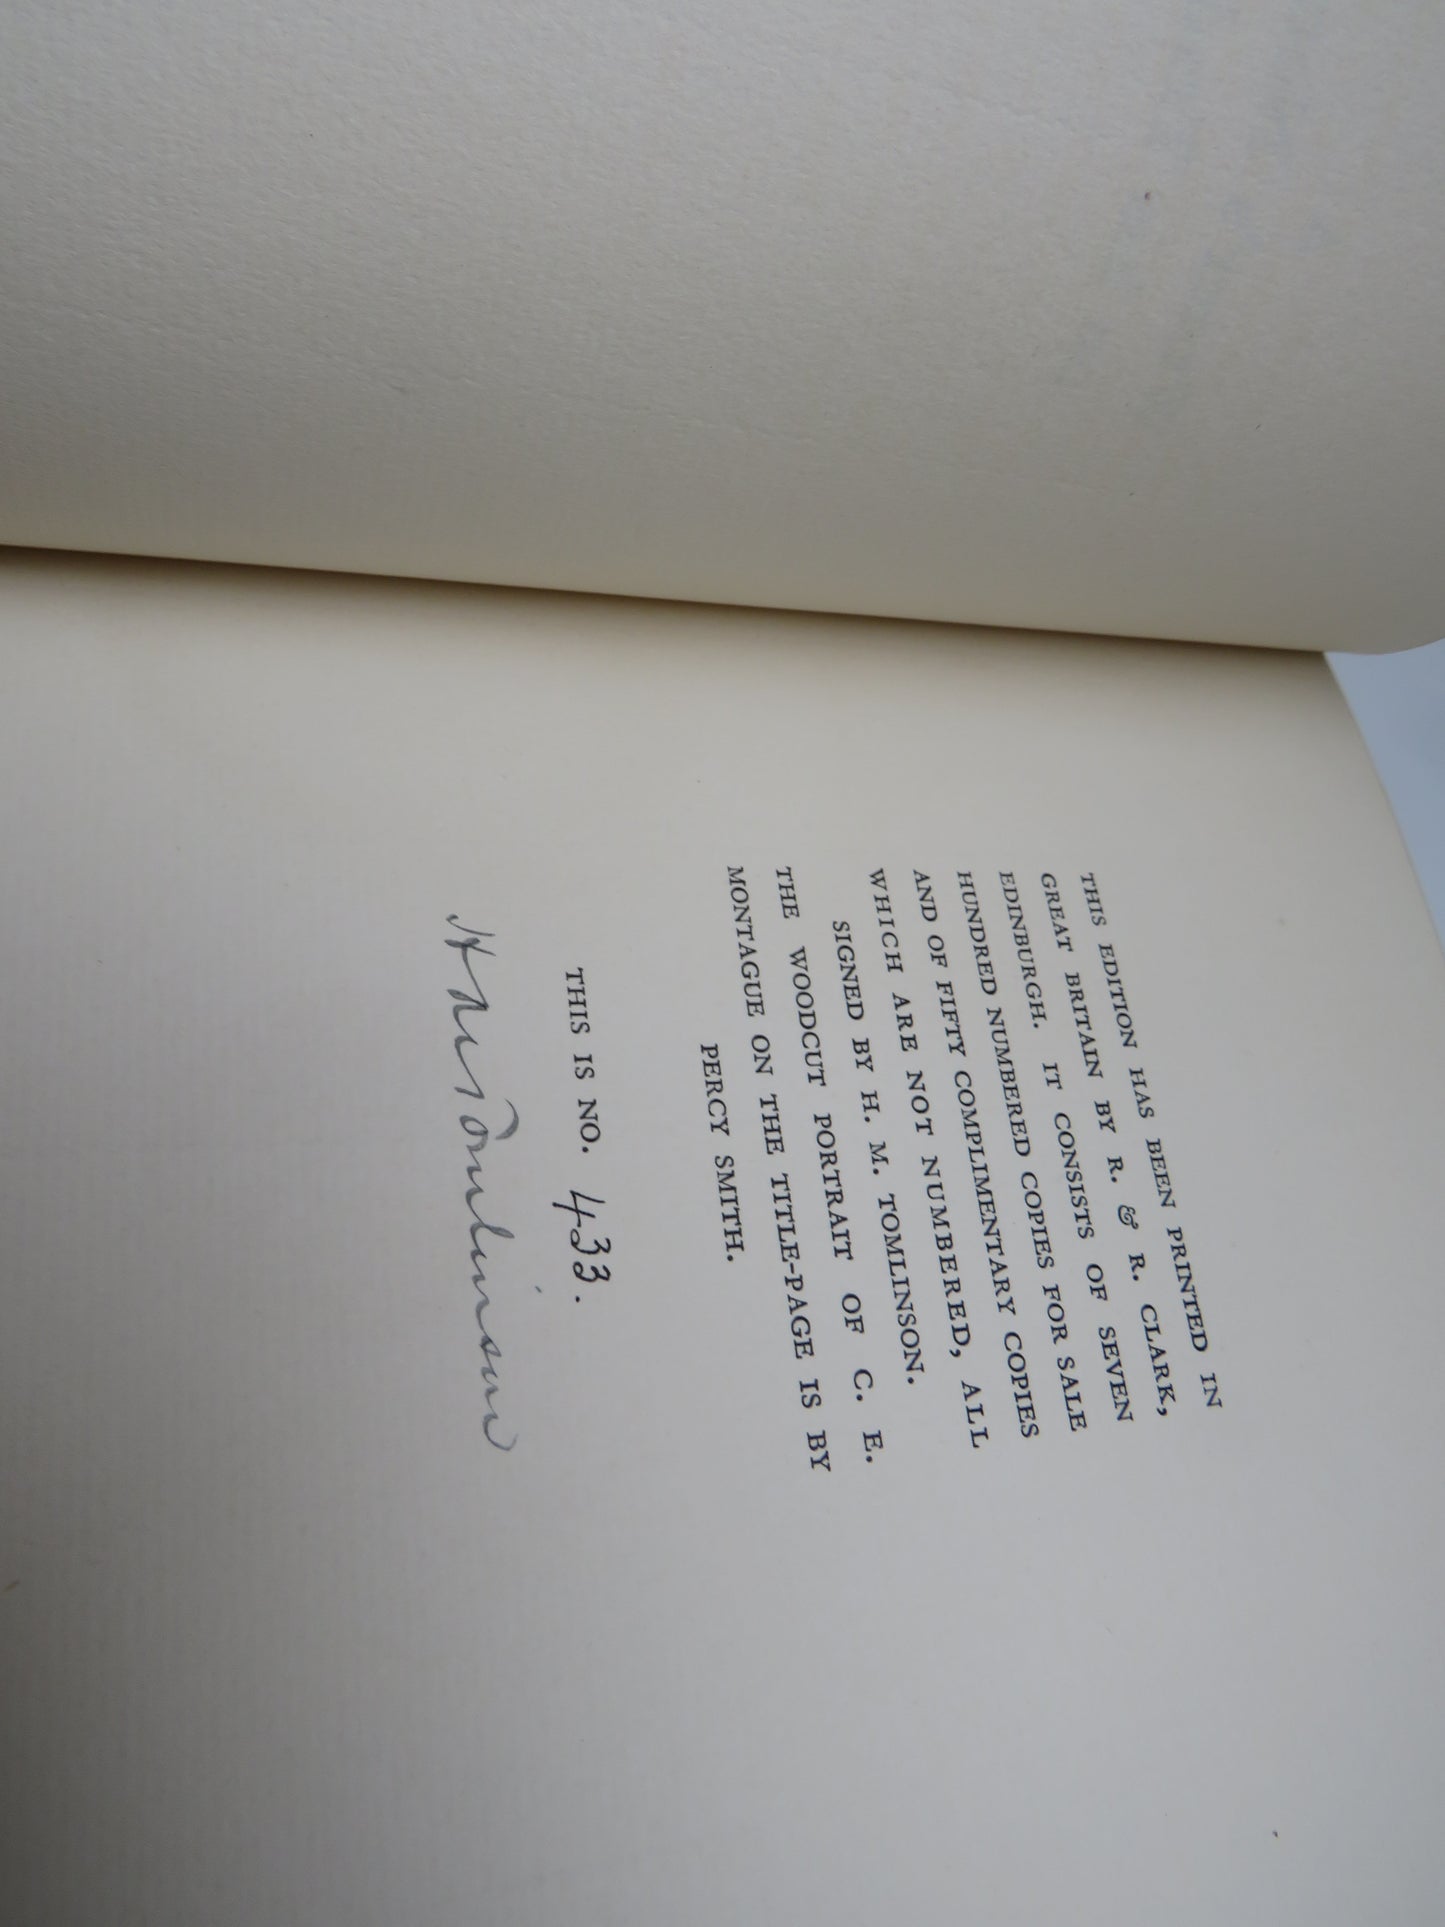 THIS EDITION HAS BEEN PRINTED IN
GREAT BRITAIN BY R. & R. CLARK,
EDINBURGH. IT CONSISTS OF SEVEN
HUNDRED NUMBERED COPIES FOR SALE
AND OF FIFTY COMPLIMENTARY COPIES
WHICH ARE NOT NUMBERED, ALL
SIGNED BY H. M. TOMLINSON.
THE WOODCUT PORTRAIT OF C. E.
MONTAGUE ON THE TITLE-PAGE IS BY
PERCY SMITH.
THIS IS NO. 433.
H M Tomlinson